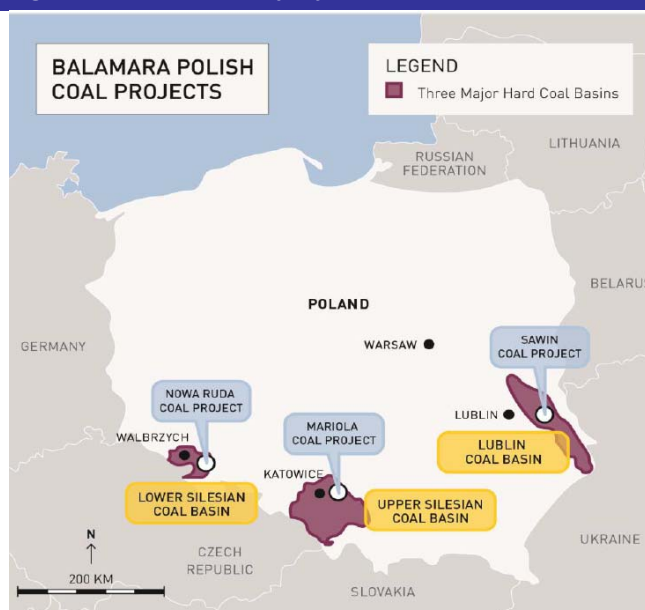 BALAMARA POLISH
COAL PROJECTS
LEGEND
Three Major Hard Coal Basins
LITHUANIA
RUSSIAN
FEDERATION
BELARUS
POLAND
GERMANY
WARSAW
SAWIN
COAL PROJECT
NOWA RUDA
COAL PROJECT
MARIOLA
COAL PROJECT
LUBLIN
WALBRZYCH
LUBLIN
COAL BASIN
KATOWICE
LOWER SILESIAN
COAL BASIN
UPPER SILESIAN
COAL BASIN
UKRAINE
N
CZECH
REPUBLIC
200 KM
SLOVAKIA